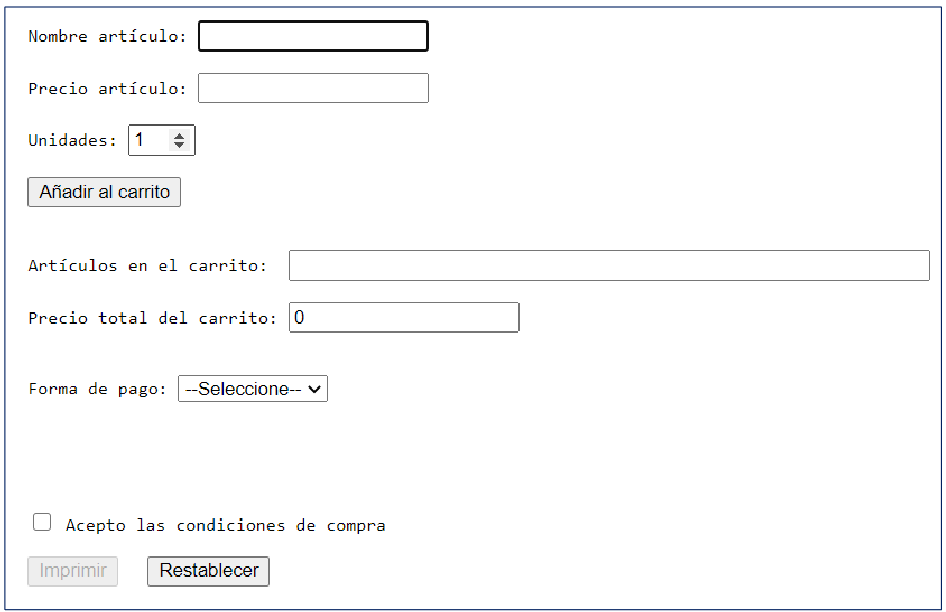 Nombre artículo:
Precio artículo:
Unidades: 1
Añadir al carrito
Artículos en el carrito:
Precio total del carrito: 0
Forma de pago: --Seleccione--
Acepto las condiciones de compra
Imprimir Restablecer